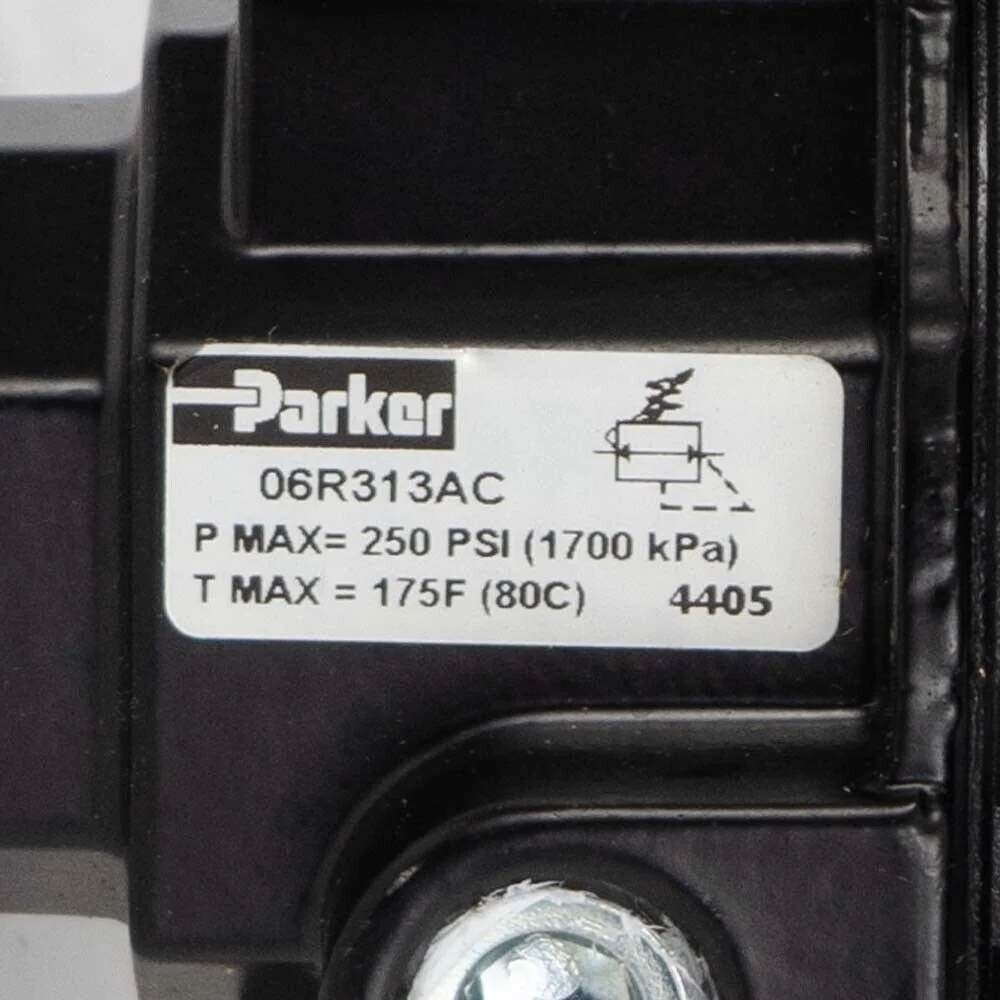 Parker
06R313AC
P MAX= 250 PSI (1700 kPa)
T MAX = 175F (80C) 4405